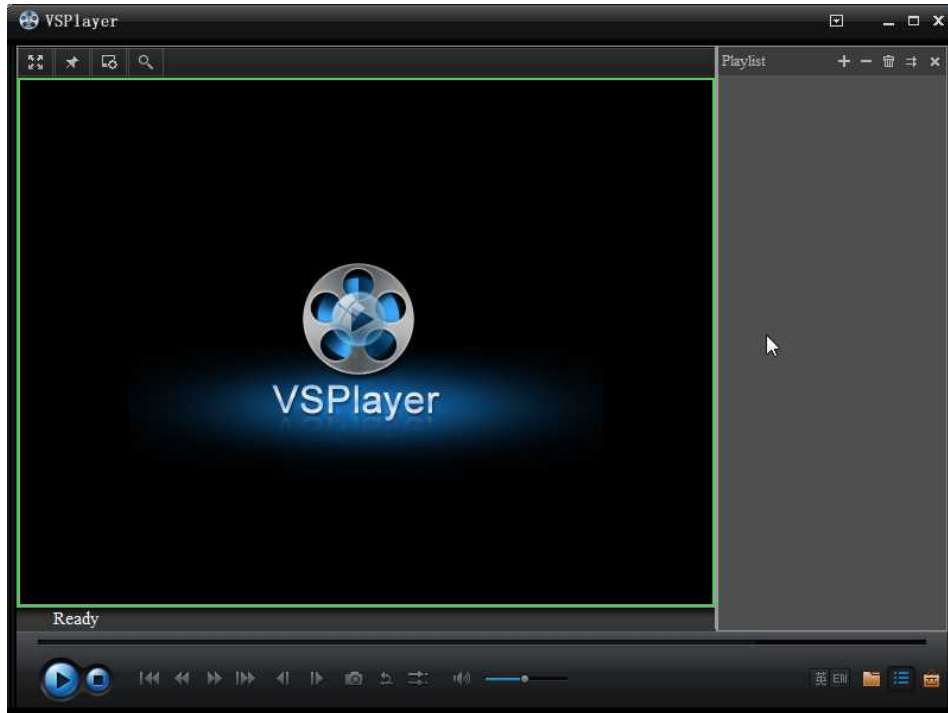 VSPlayer
Playlist
VSPlayer
Ready
英 EN